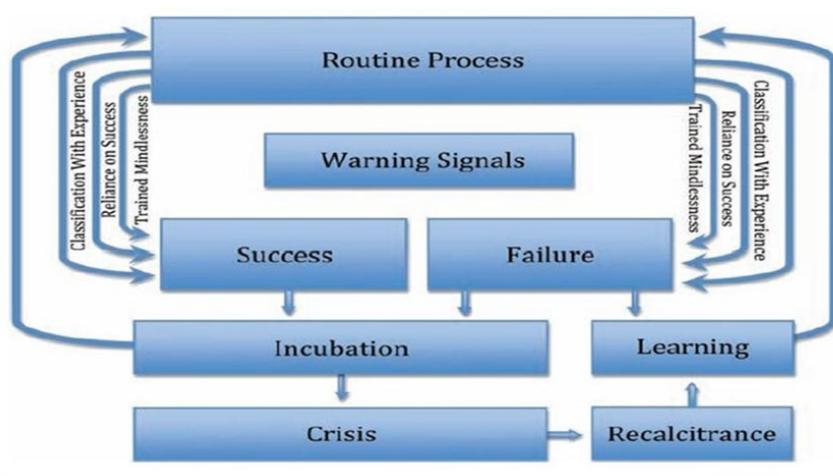 Routine Process
Classification With Experience
Reliance on Success
Trained Mindlessness
Trained Mindlessness
Reliance on Success
Classification With Experience
Warning Signals
Success
Failure
Incubation
Learning
Crisis
Recalcitrance